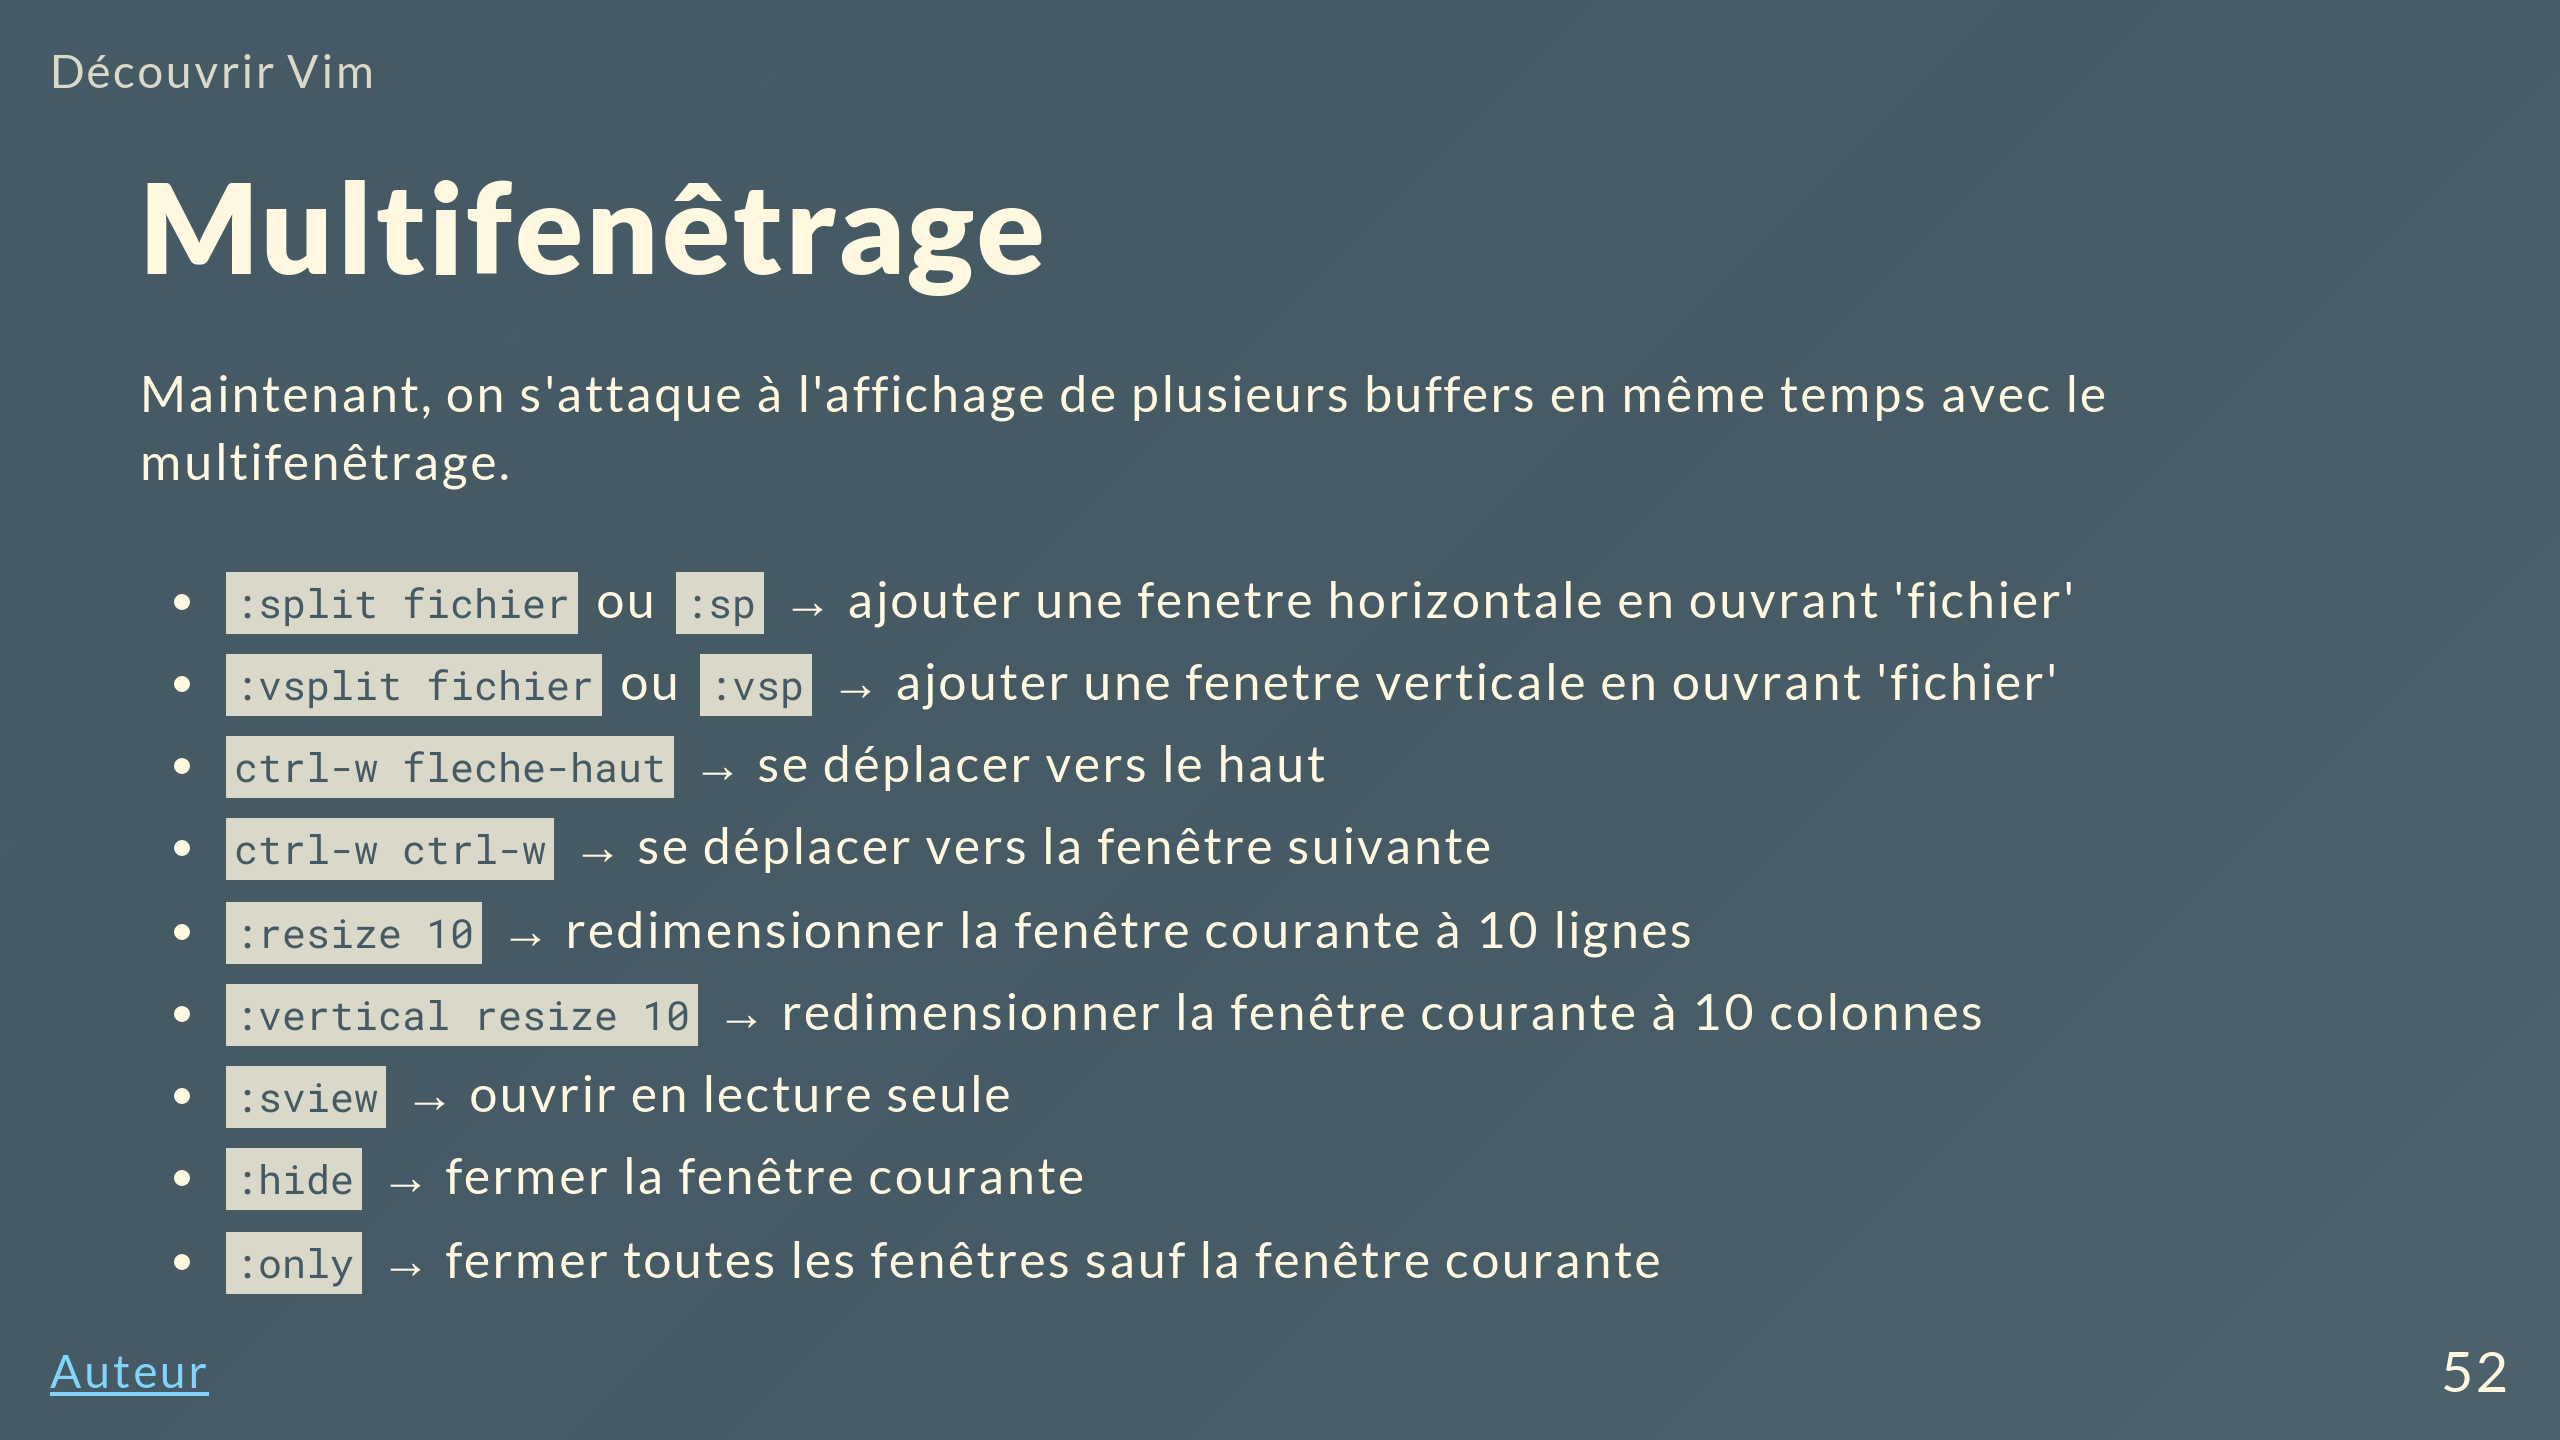 Découvrir Vim
Multifenêtrage
Maintenant, on s'attaque à l'affichage de plusieurs buffers en même temps avec le
multifenêtrage.
• :split fichier ou :sp → ajouter une fenetre horizontale en ouvrant 'fichier'
• :vsplit fichier ou :vsp → ajouter une fenetre verticale en ouvrant 'fichier'
• ctrl-w fleche-haut → se déplacer vers le haut
• ctrl-w ctrl-w → se déplacer vers la fenêtre suivante
• :resize 10 → redimensionner la fenêtre courante à 10 lignes
• :vertical resize 10 → redimensionner la fenêtre courante à 10 colonnes
• :sview → ouvrir en lecture seule
• :hide → fermer la fenêtre courante
• :only → fermer toutes les fenêtres sauf la fenêtre courante
Auteur
52